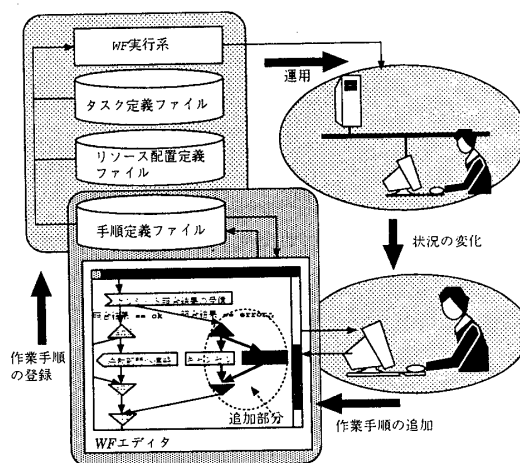 WF実行系
運用
タスク定義ファイル
リソース配置定義
ファイル
手順定義ファイル
状況の変化
== ok
== error
作業手順
の登録
追加部分
WFエディタ
作業手順の追加